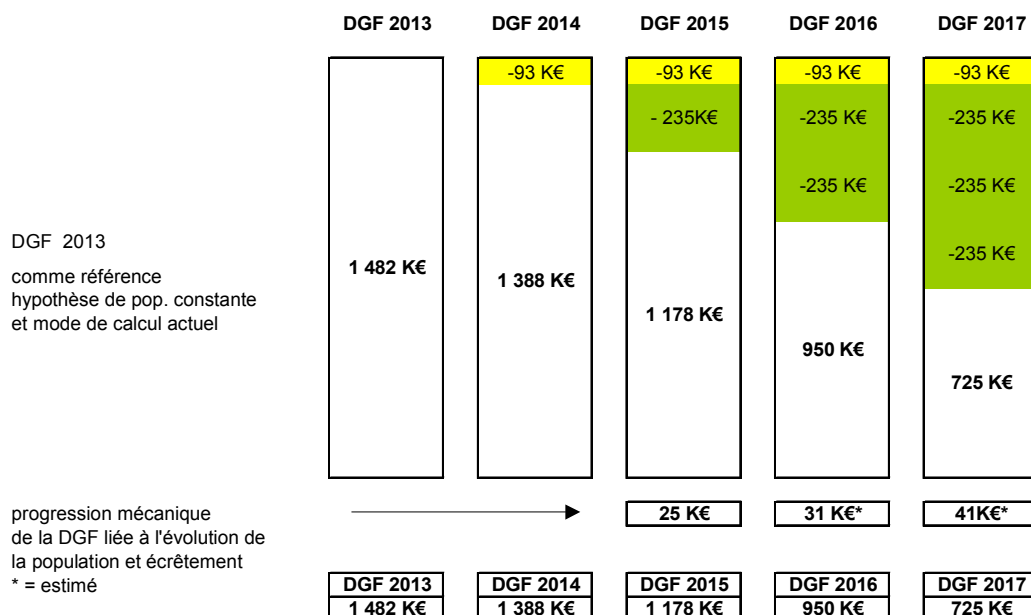 DGF 2013 DGF 2014 DGF 2015 DGF 2016 DGF 2017
-93 K€ -93 K€ -93 K€ -93 K€
- 235K€ -235 K€ -235 K€
-235 K€ -235 K€
DGF 2013
-235 K€
comme référence
1 482 K€
hypothèse de pop. constante
1 388 K€
et mode de calcul actuel
1 178 K€
950 K€
725 K€
progression mécanique
25 K€ 31 K€* 41K€*
de la DGF liée à l'évolution de
la population et écrêtement
* = estimé
DGF 2013 DGF 2014 DGF 2015 DGF 2016 DGF 2017
1 482 K€ 1 388 K€ 1 178 K€ 950 K€ 725 K€